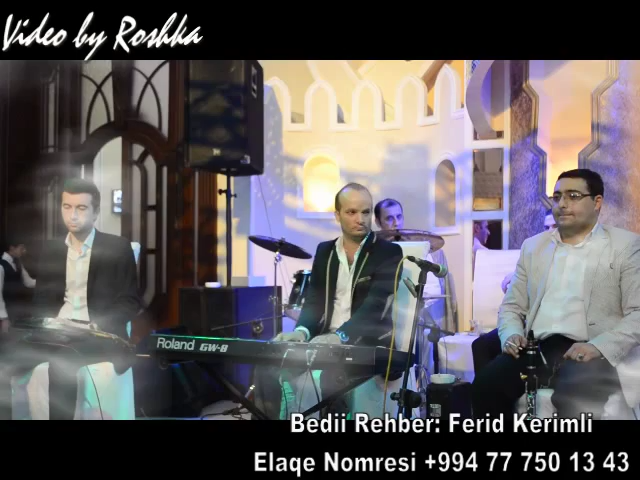 Video by Roshka
Roland GW-8
Bedii Rehber: Ferid Kerimli
Elaqe Nomresi +994 77 750 13 43